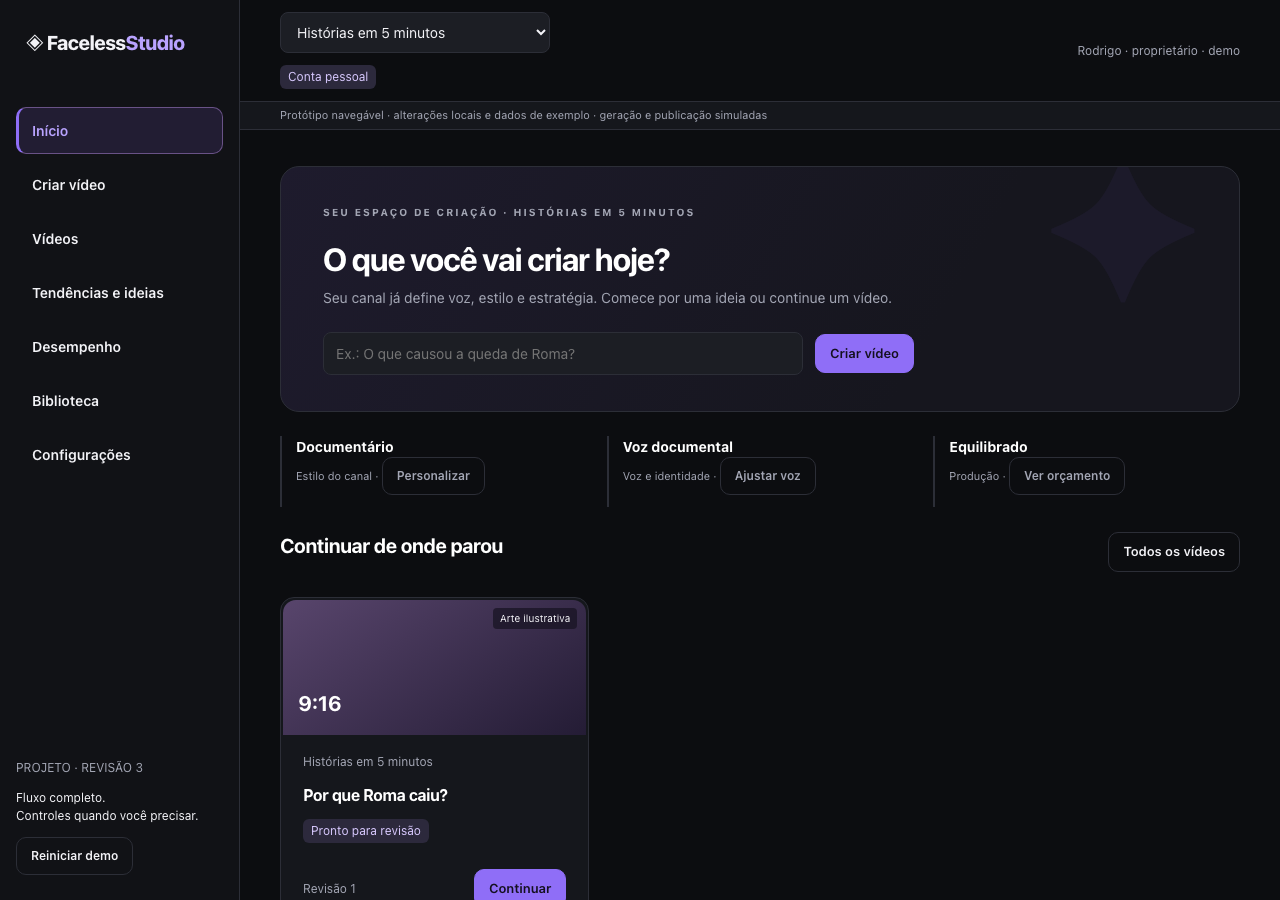 FacelessStudio
Início
Criar vídeo
Vídeos
Tendências e ideias
Desempenho
Biblioteca
Configurações
PROJETO · REVISÃO 3
Fluxo completo.
Controles quando você precisar.
Reiniciar demo
Histórias em 5 minutos
Conta pessoal
Rodrigo · proprietário · demo
Protótipo navegável · alterações locais e dados de exemplo · geração e publicação simuladas
SEU ESPAÇO DE CRIAÇÃO · HISTÓRIAS EM 5 MINUTOS
O que você vai criar hoje?
Seu canal já define voz, estilo e estratégia. Comece por uma ideia ou continue um vídeo.
Ex.: O que causou a queda de Roma?
Criar vídeo
Documentário
Estilo do canal · Personalizar
Voz documental
Voz e identidade · Ajustar voz
Equilibrado
Produção · Ver orçamento
Continuar de onde parou
Todos os vídeos
Arte ilustrativa
9:16
Histórias em 5 minutos
Por que Roma caiu?
Pronto para revisão
Revisão 1
Continuar